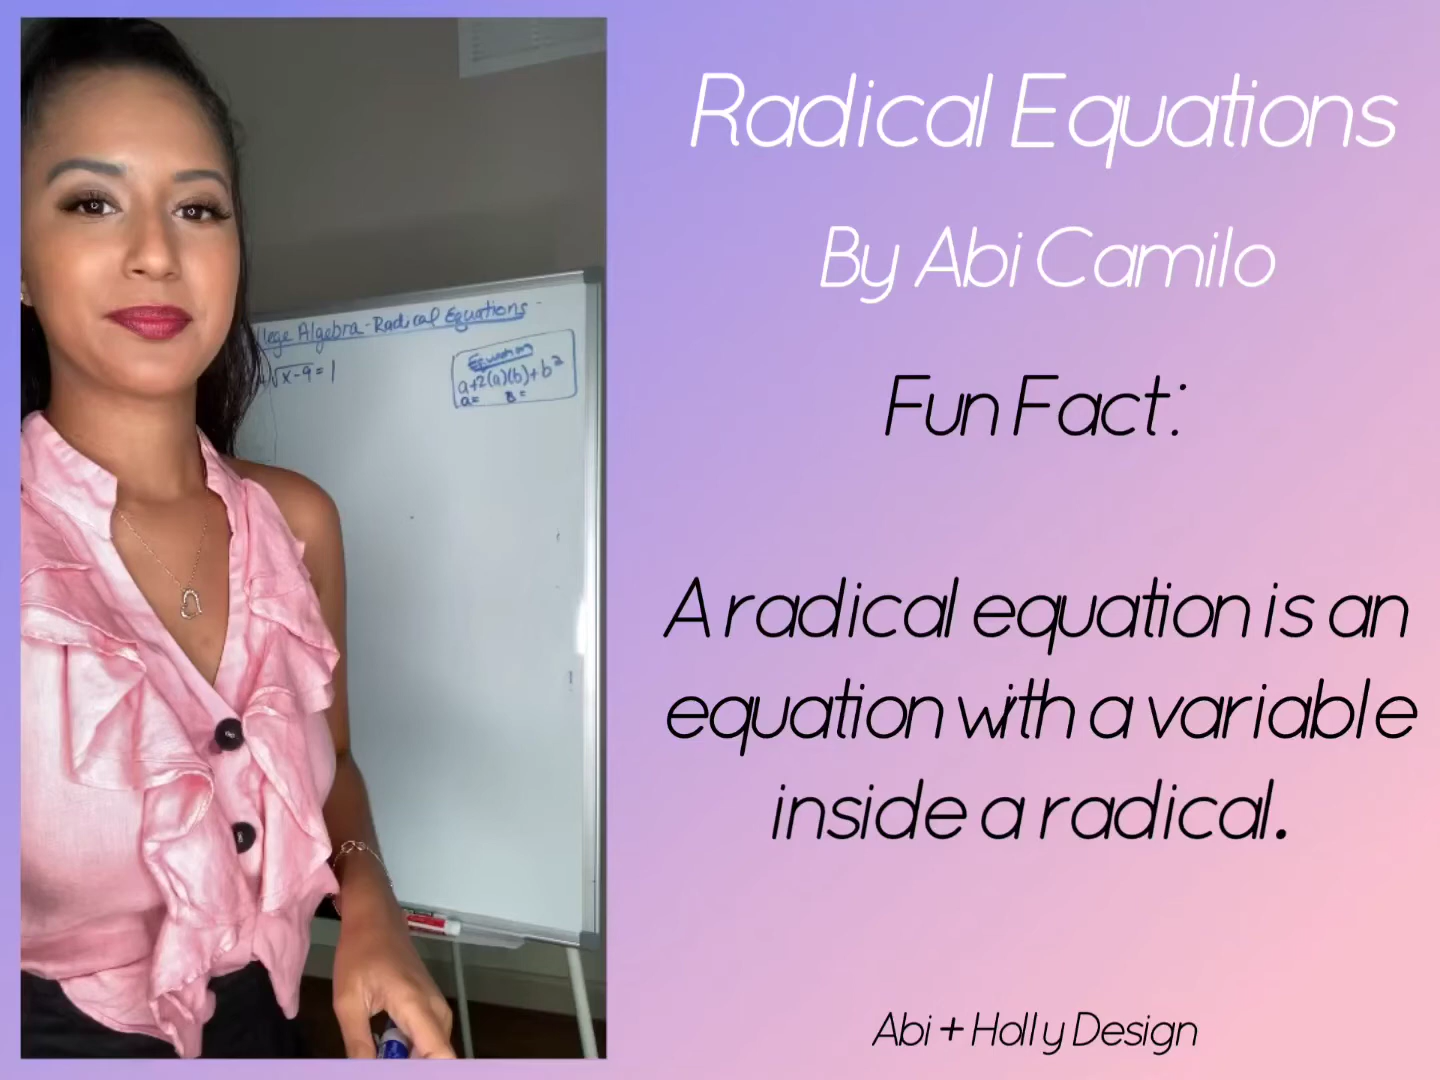 Radical Equations
By Abi Camilo
Fun Fact:
A radical equation is an
equation with a variable
inside a radical.
Abi + Holly Design
llege Algebra - Radical Equations -
√x-9 = 1
Equation
a+2(a)(b)+b²
a= B=